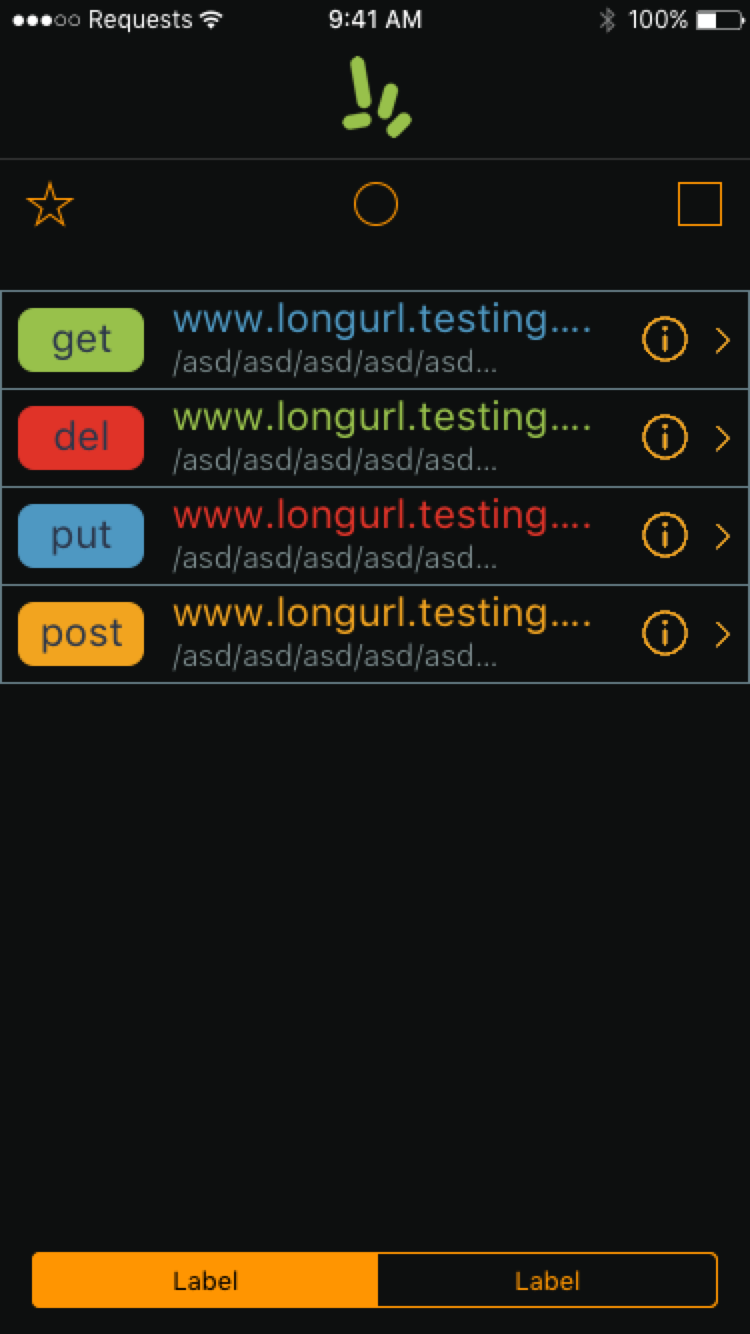 Requests 9:41 AM 100%
get www.longurl.testing....
/asd/asd/asd/asd/asd...
del www.longurl.testing....
/asd/asd/asd/asd/asd...
put www.longurl.testing....
/asd/asd/asd/asd/asd...
post www.longurl.testing....
/asd/asd/asd/asd/asd...
Label Label